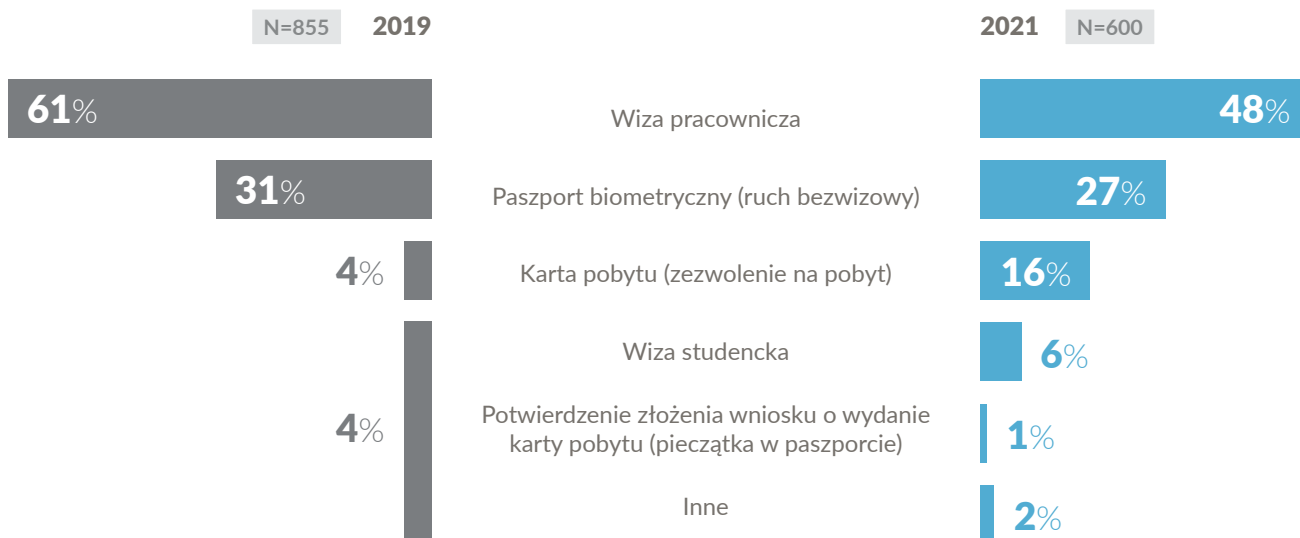 N=855 2019
2021 N=600
61% Wiza pracownicza 48%
31% Paszport biometryczny (ruch bezwizowy) 27%
4% Karta pobytu (zezwolenie na pobyt) 16%
Wiza studencka 6%
4%
Potwierdzenie złożenia wniosku o wydanie
karty pobytu (pieczątka w paszporcie)
1%
Inne 2%